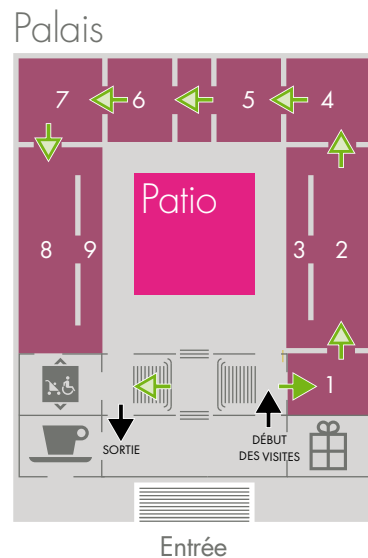 Palais
7 6 5 4
Patio
8 9 3 2
1
SORTIE
DÉBUT
DES VISITES
Entrée